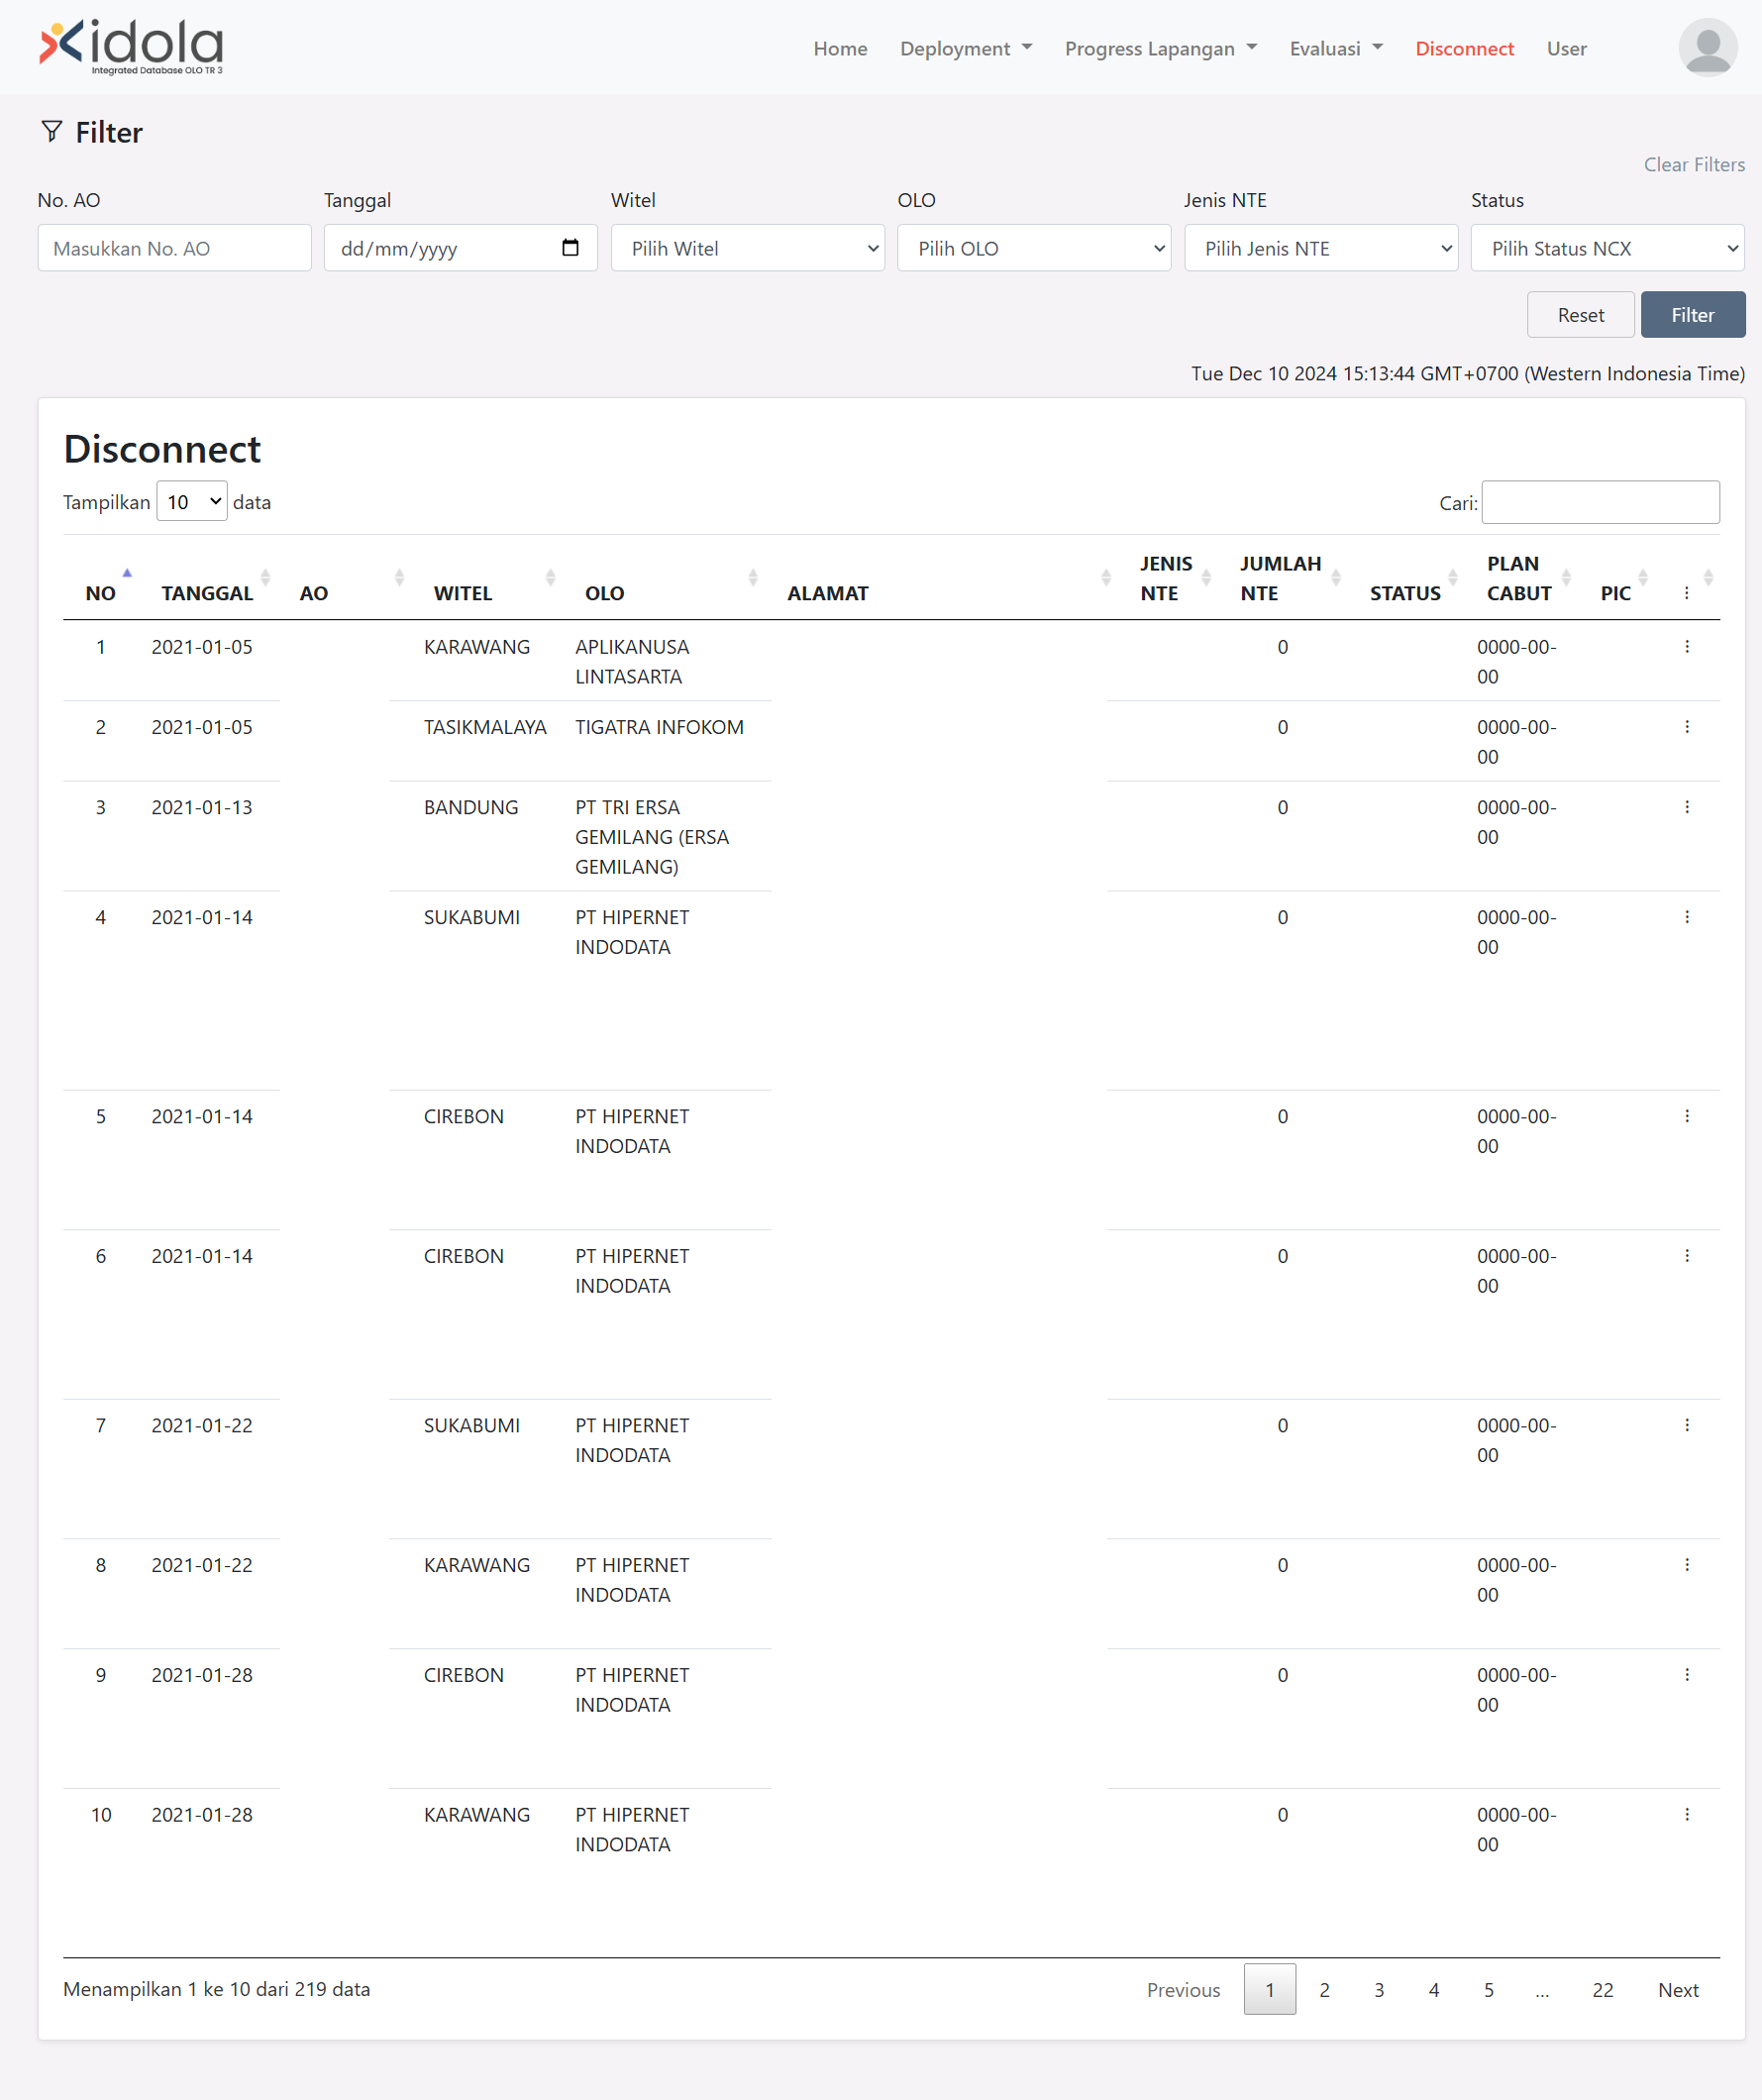 idola
Integrated Database OLO TR 3
Home Deployment Progress Lapangan Evaluasi Disconnect User
Filter
Clear Filters
No. AO Tanggal Witel OLO Jenis NTE Status
Masukkan No. AO dd/mm/yyyy Pilih Witel Pilih OLO Pilih Jenis NTE Pilih Status NCX
Reset Filter
Tue Dec 10 2024 15:13:44 GMT+0700 (Western Indonesia Time)
Disconnect
Tampilkan 10 data Cari:
JENIS JUMLAH PLAN
NO TANGGAL AO WITEL OLO ALAMAT NTE NTE STATUS CABUT PIC
1 2021-01-05 KARAWANG APLIKANUSA 0 0000-00-
LINTASARTA 00
2 2021-01-05 TASIKMALAYA TIGATRA INFOKOM 0 0000-00-
00
3 2021-01-13 BANDUNG PT TRI ERSA 0 0000-00-
GEMILANG (ERSA 00
GEMILANG)
4 2021-01-14 SUKABUMI PT HIPERNET 0 0000-00-
INDODATA 00
5 2021-01-14 CIREBON PT HIPERNET 0 0000-00-
INDODATA 00
6 2021-01-14 CIREBON PT HIPERNET 0 0000-00-
INDODATA 00
7 2021-01-22 SUKABUMI PT HIPERNET 0 0000-00-
INDODATA 00
8 2021-01-22 KARAWANG PT HIPERNET 0 0000-00-
INDODATA 00
9 2021-01-28 CIREBON PT HIPERNET 0 0000-00-
INDODATA 00
10 2021-01-28 KARAWANG PT HIPERNET 0 0000-00-
INDODATA 00
Menampilkan 1 ke 10 dari 219 data Previous 1 2 3 4 5 ... 22 Next